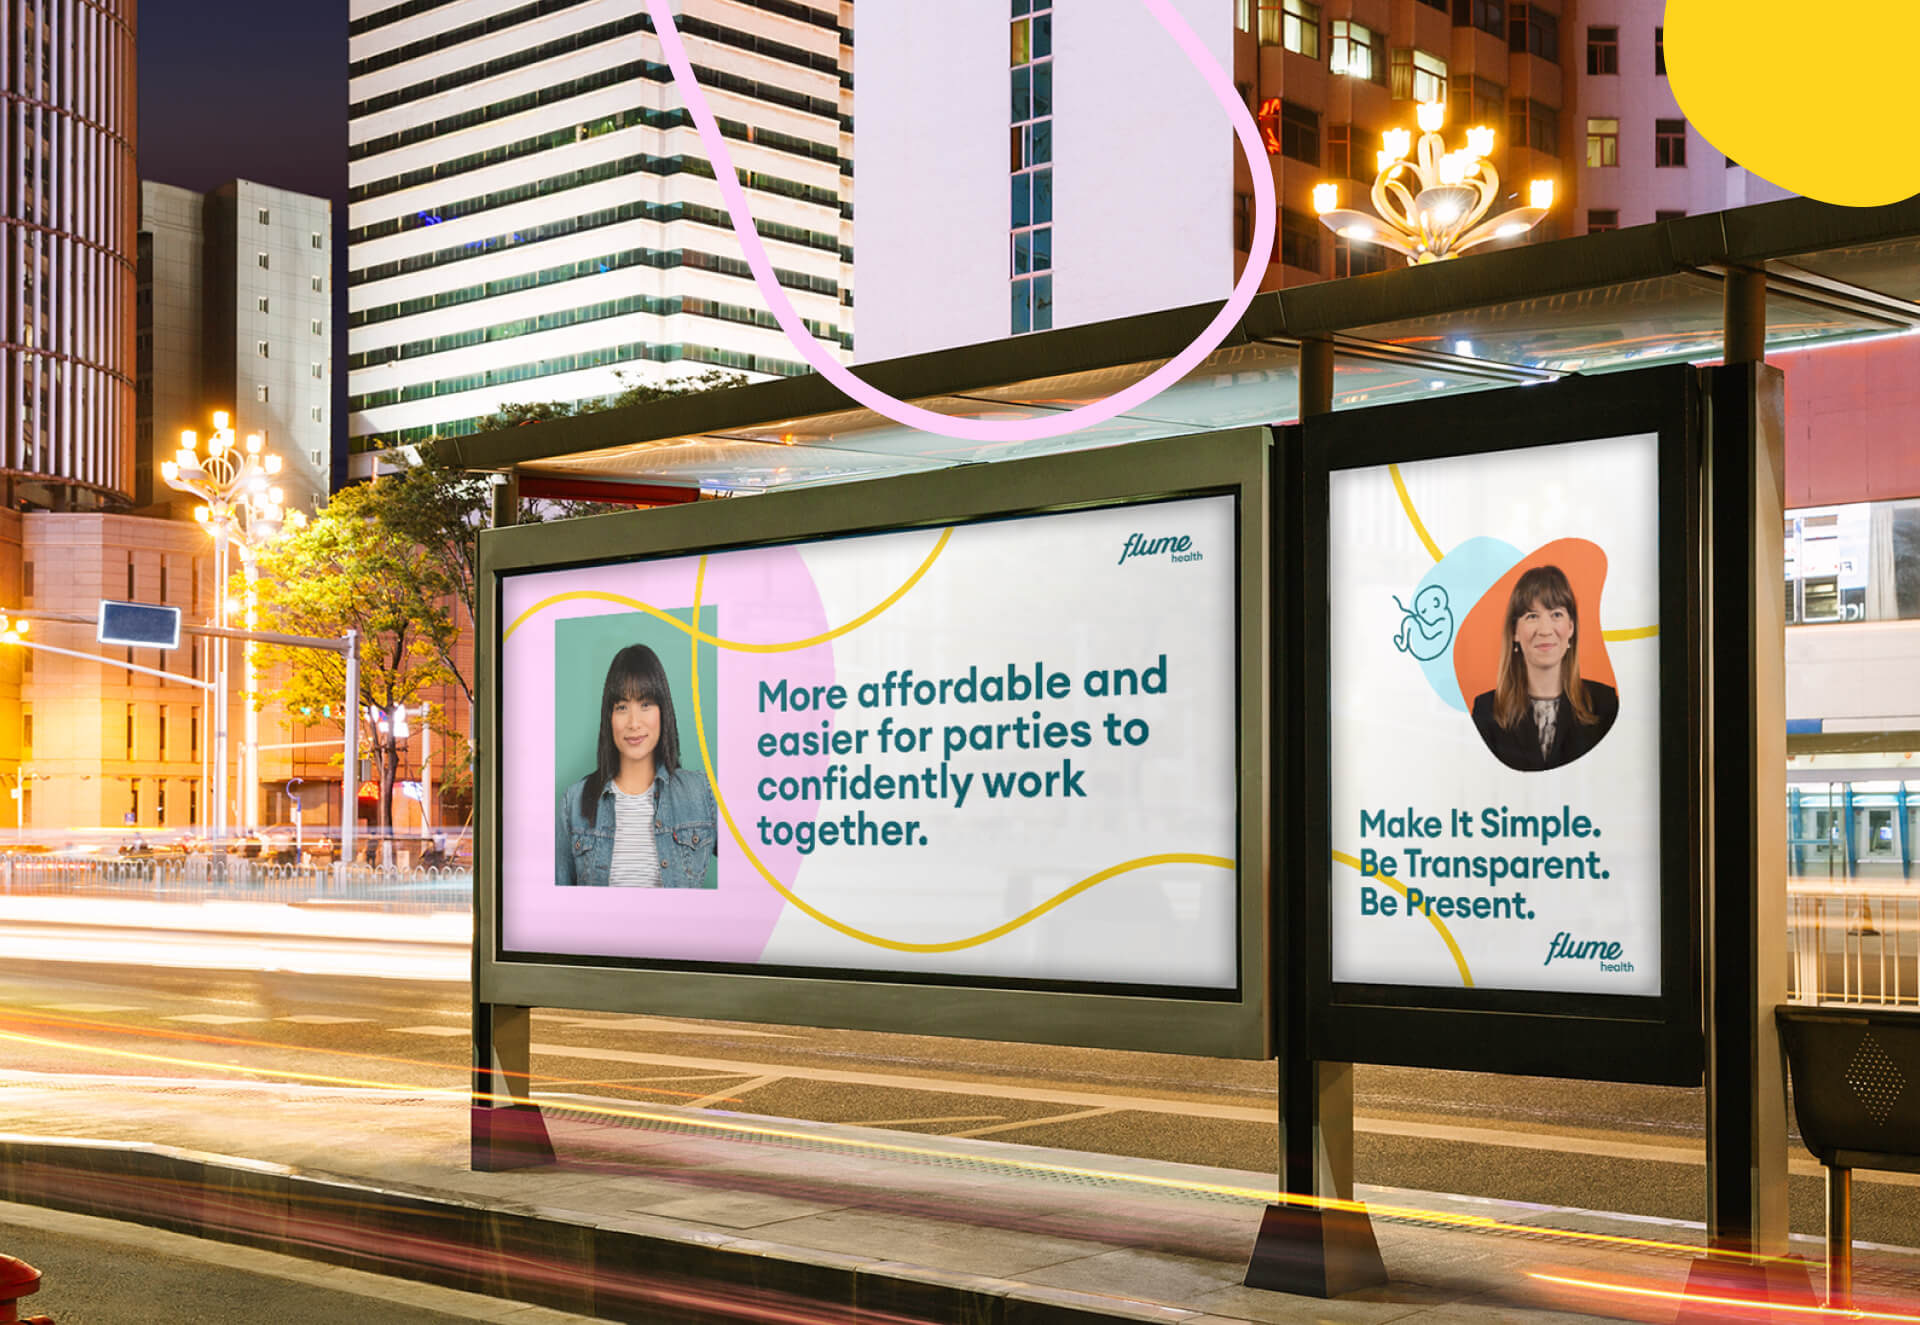 flume
health
More affordable and
easier for parties to
confidently work
together.
Make It Simple.
Be Transparent.
Be Present.
flume
health